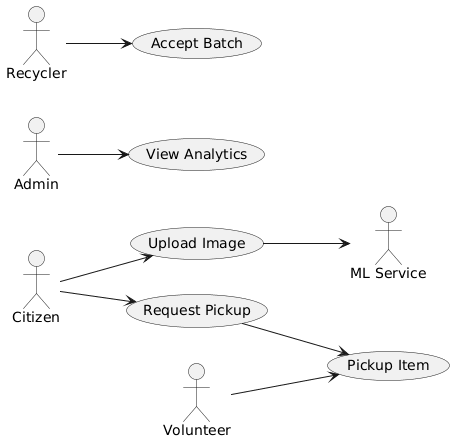 Recycler
Accept Batch
Admin
View Analytics
Citizen
Upload Image
ML Service
Request Pickup
Volunteer
Pickup Item